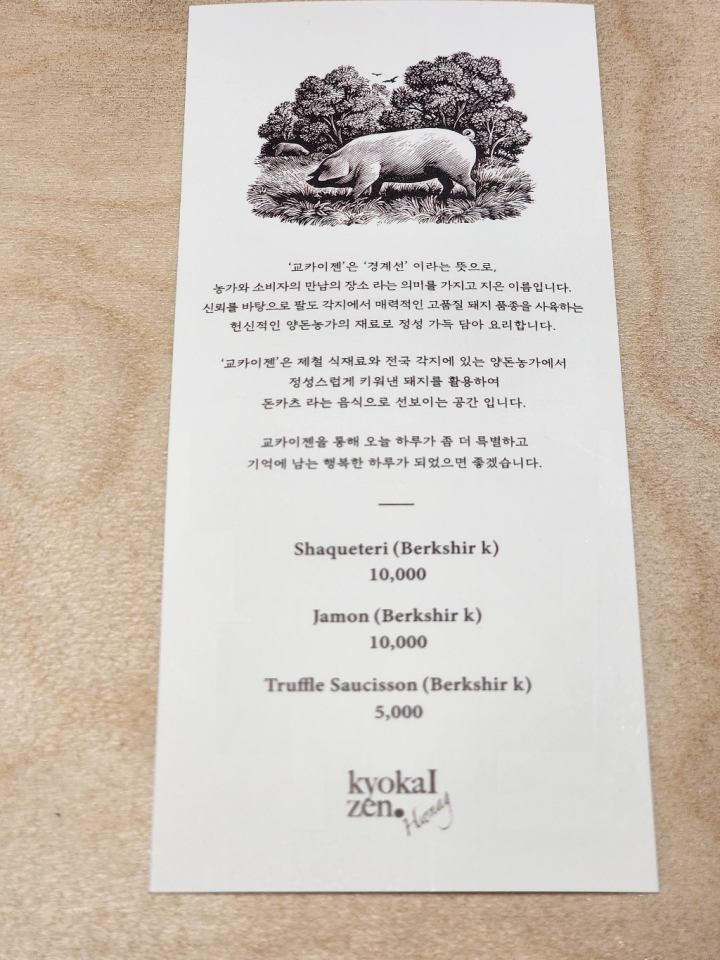 '교카이젠'은 '경계선' 이라는 뜻으로,
농가와 소비자의 만남의 장소 라는 의미를 가지고 지은 이름입니다.
신뢰를 바탕으로 팔도 각지에서 매력적인 고품질 돼지 품종을 사육하는
헌신적인 양돈농가의 재료로 정성 가득 담아 요리합니다.
'교카이젠'은 제철 식재료와 전국 각지에 있는 양돈농가에서
정성스럽게 키워낸 돼지를 활용하여
돈카츠 라는 음식으로 선보이는 공간 입니다.
교카이젠을 통해 오늘 하루가 좀 더 특별하고
기억에 남는 행복한 하루가 되었으면 좋겠습니다.
Shaqueteri (Berkshir k)
10,000
Jamon (Berkshir k)
10,000
Truffle Saucisson (Berkshir k)
5,000
kyokaI
zen.